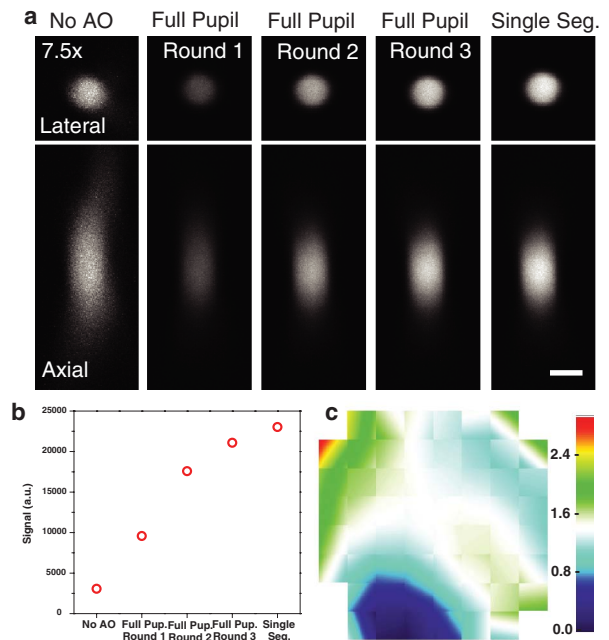 a
No AO Full Pupil Full Pupil Full Pupil Single Seg.
7.5x Round 1 Round 2 Round 3
Lateral
Axial
b
25000
20000
15000
10000
5000
0
Signal (a.u.)
No AO Full Pup. Full Pup. Full Pup. Single
Round 1 Round 2 Round 3 Seg.
c
2.4
1.6
0.8
0.0